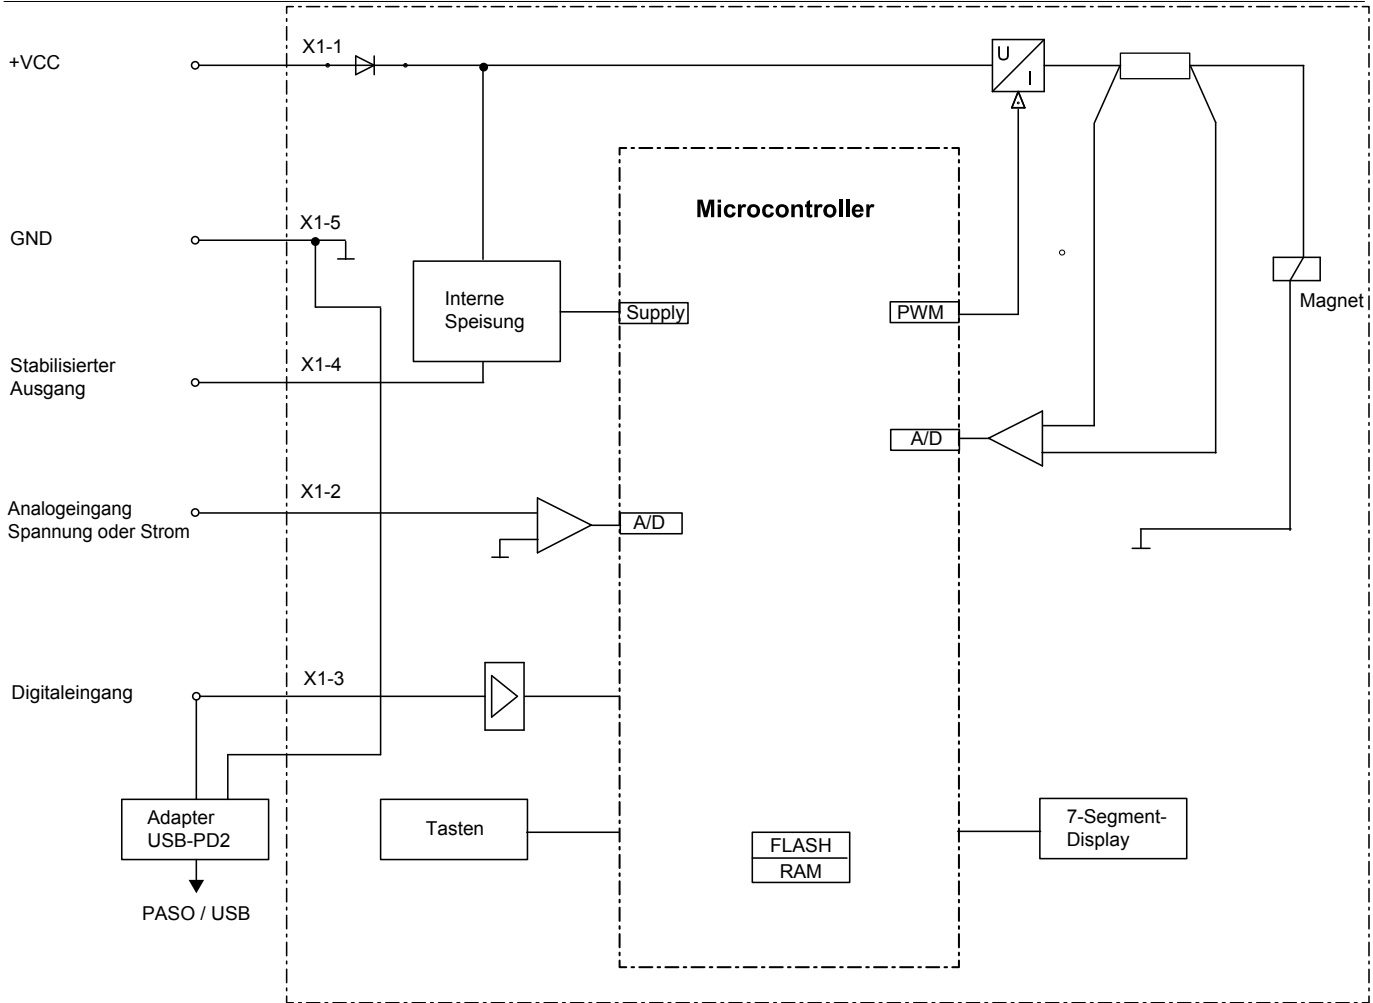 +VCC
X1-1
U
I
Microcontroller
GND
X1-5
Interne
Speisung
Supply
PWM
Magnet
Stabilisierter
Ausgang
X1-4
A/D
Analogeingang
Spannung oder Strom
X1-2
A/D
Digitaleingang
X1-3
Adapter
USB-PD2
Tasten
FLASH
RAM
7-Segment-
Display
PASO / USB